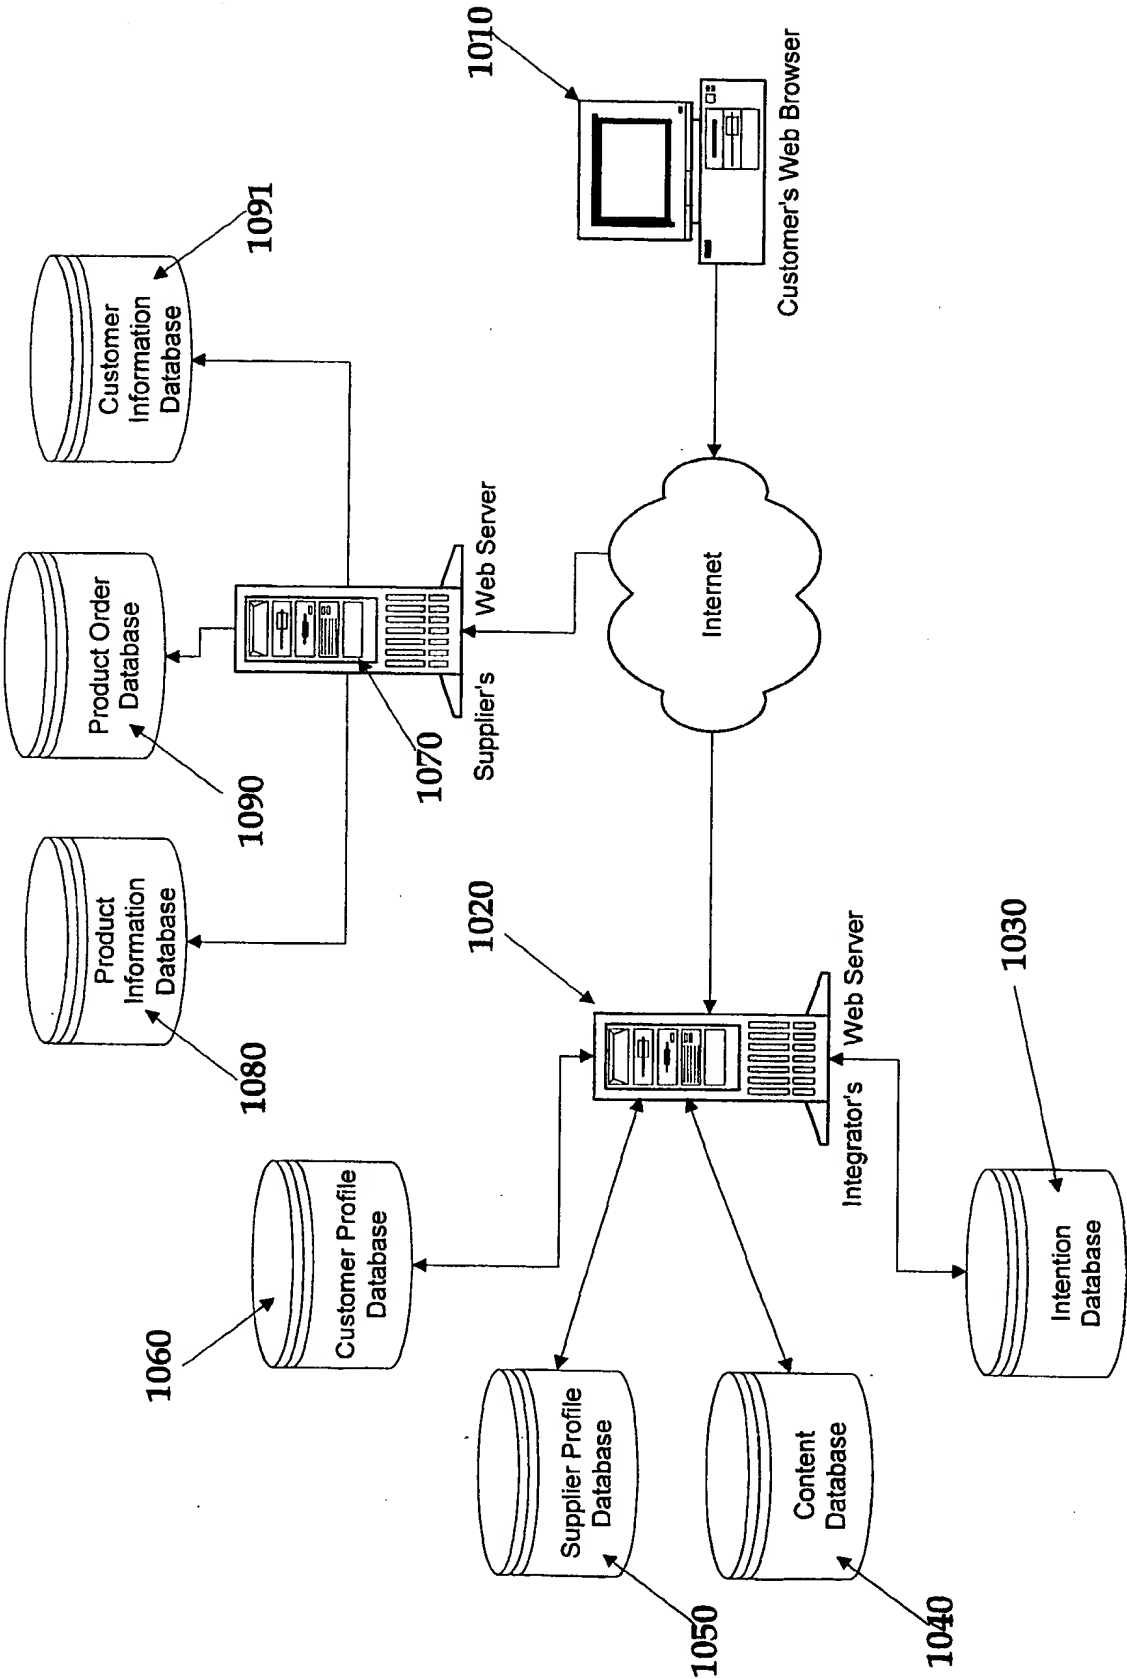 1010
Customer's Web Browser
1091
Customer
Information
Database
Product Order
Database
1090
Product
Information
Database
1080
1070
Supplier's Web Server
Internet
1020
Integrator's Web Server
1030
Intention
Database
1060
Customer Profile
Database
Supplier Profile
Database
1050
Content
Database
1040